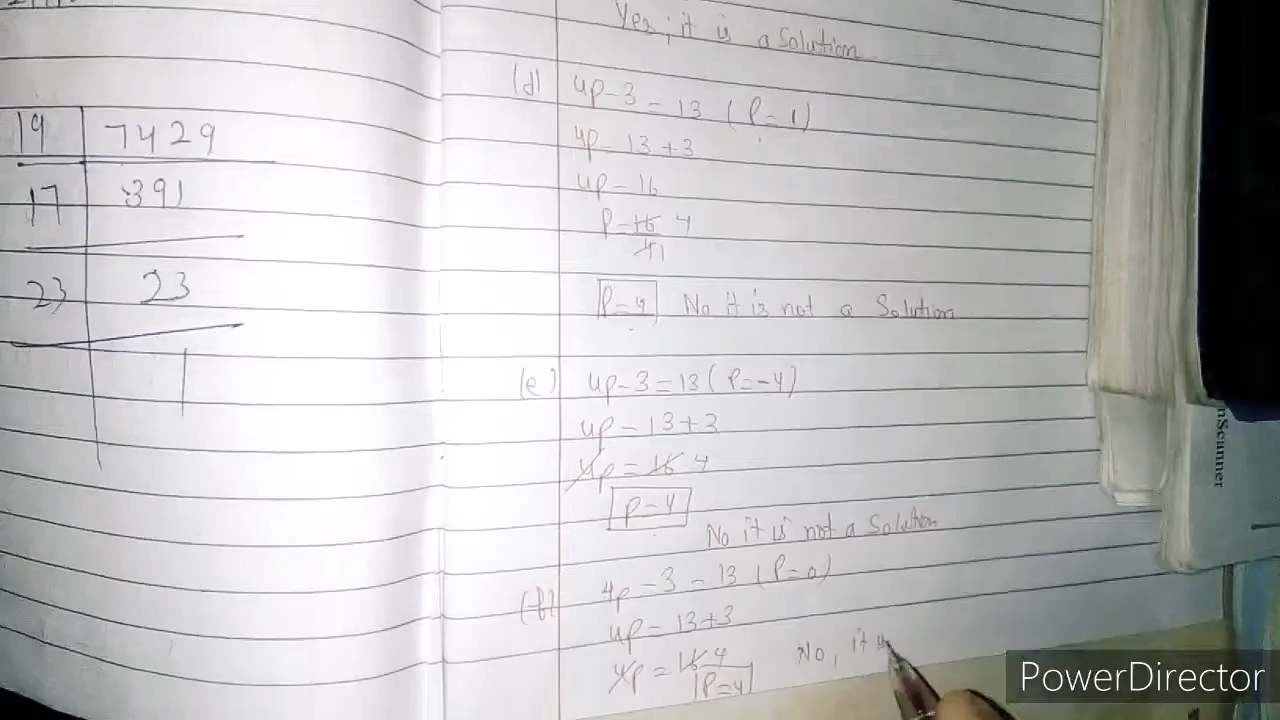 19 7429
17 391
23 23
1
Yes, it is a Solution
(d) 4p-3=13 (P=1)
4p=13+3
4p=16
P=16 4
41
P=4 No it is not a Solution
(e) 4p-3=13 (P=-4)
4p=13+3
4p=16 4
P=4
No it is not a Solution
(f) 4p-3=13 (P=0)
4p=13+3
4p=16 4
P=4 No, it
nScanner
PowerDirector